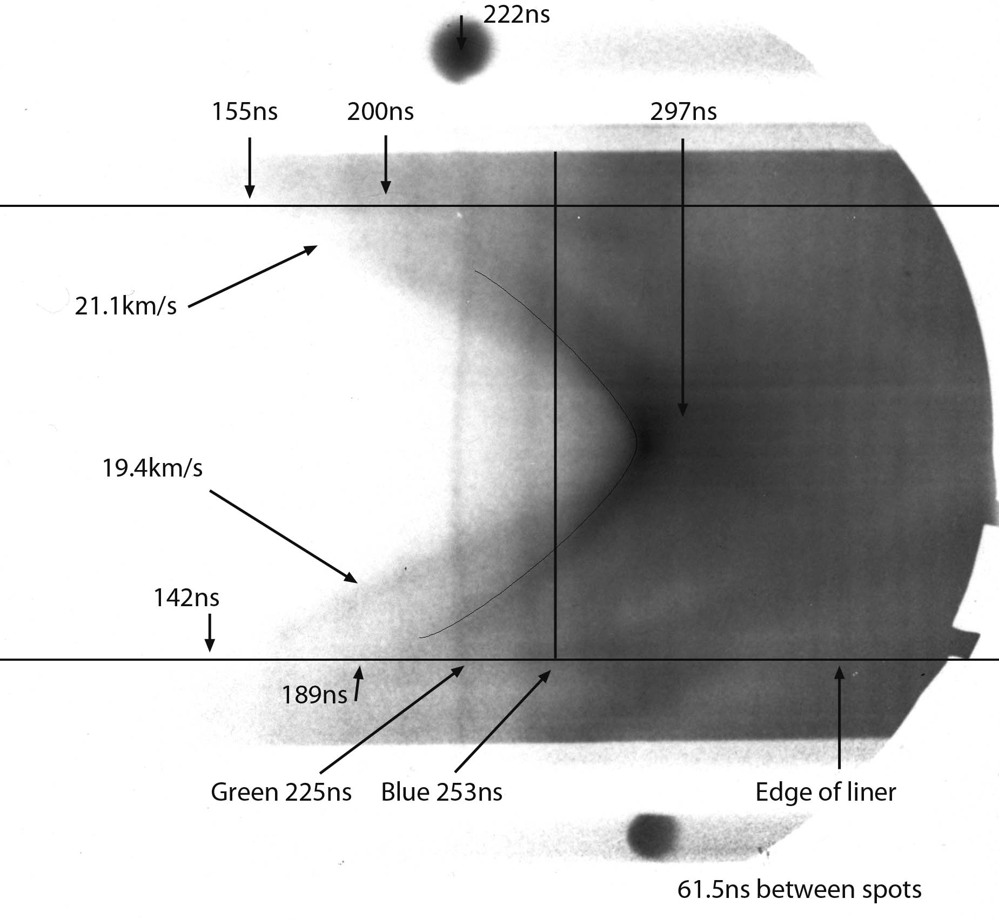 222ns
155ns
200ns
297ns
21.1km/s
19.4km/s
142ns
189ns
Green 225ns
Blue 253ns
Edge of liner
61.5ns between spots